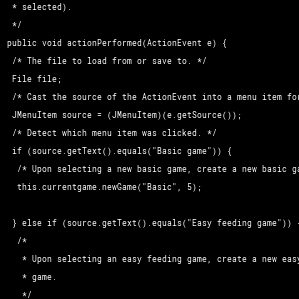 * selected).
*/
public void actionPerformed(ActionEvent e) {
/* The file to load from or save to. */
File file;
/* Cast the source of the ActionEvent into a menu item for
JMenuItem source = (JMenuItem)(e.getSource());
/* Detect which menu item was clicked. */
if (source.getText().equals("Basic game")) {
/* Upon selecting a new basic game, create a new basic ga
this.currentgame.newGame("Basic", 5);
} else if (source.getText().equals("Easy feeding game")) {
/*
* Upon selecting an easy feeding game, create a new easy
* game.
*/